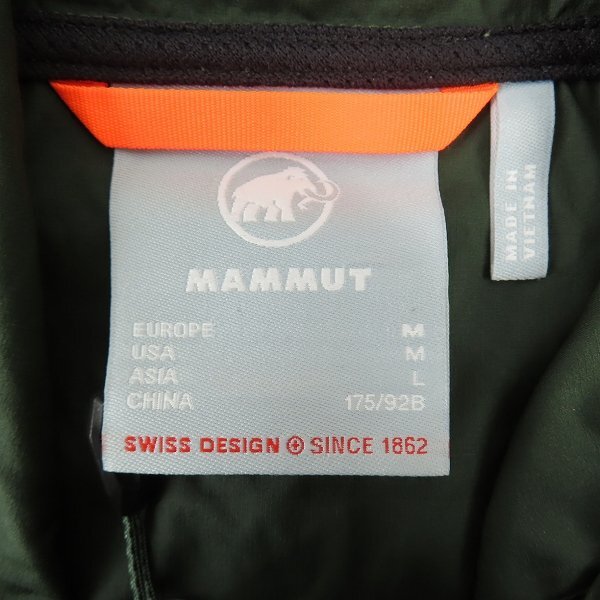 MAMMUT
EUROPE M
USA M
ASIA L
CHINA 175/92B
SWISS DESIGN SINCE 1862
MADE IN
VIETNAM